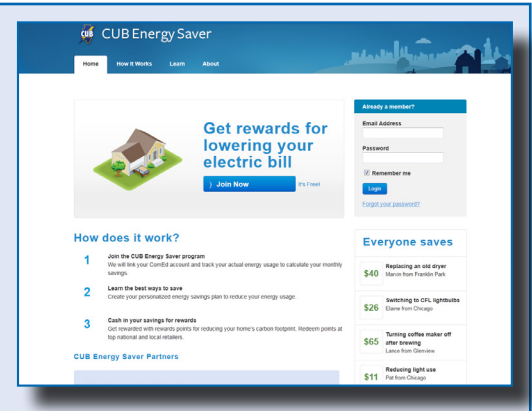 CUB
CUB Energy Saver
Home How It Works Learn About
Get rewards for
lowering your
electric bill
Join Now It's Free!
Already a member?
Email Address
Password
Remember me
Login
Forgot your password?
How does it work?
1 Join the CUB Energy Saver program
We will link your ComEd account and track your actual energy usage to calculate your monthly
savings.
2 Learn the best ways to save
Create your personalized energy savings plan to reduce your energy usage.
3 Cash in your savings for rewards
Get rewarded with rewards points for reducing your home's carbon footprint. Redeem points at
top national and local retailers.
CUB Energy Saver Partners
Everyone saves
$40 Replacing an old dryer
Marvin from Franklin Park
$26 Switching to CFL lightbulbs
Elaine from Chicago
$65 Turning coffee maker off
after brewing
Lance from Glenview
$11 Reducing light use
Pat from Chicago